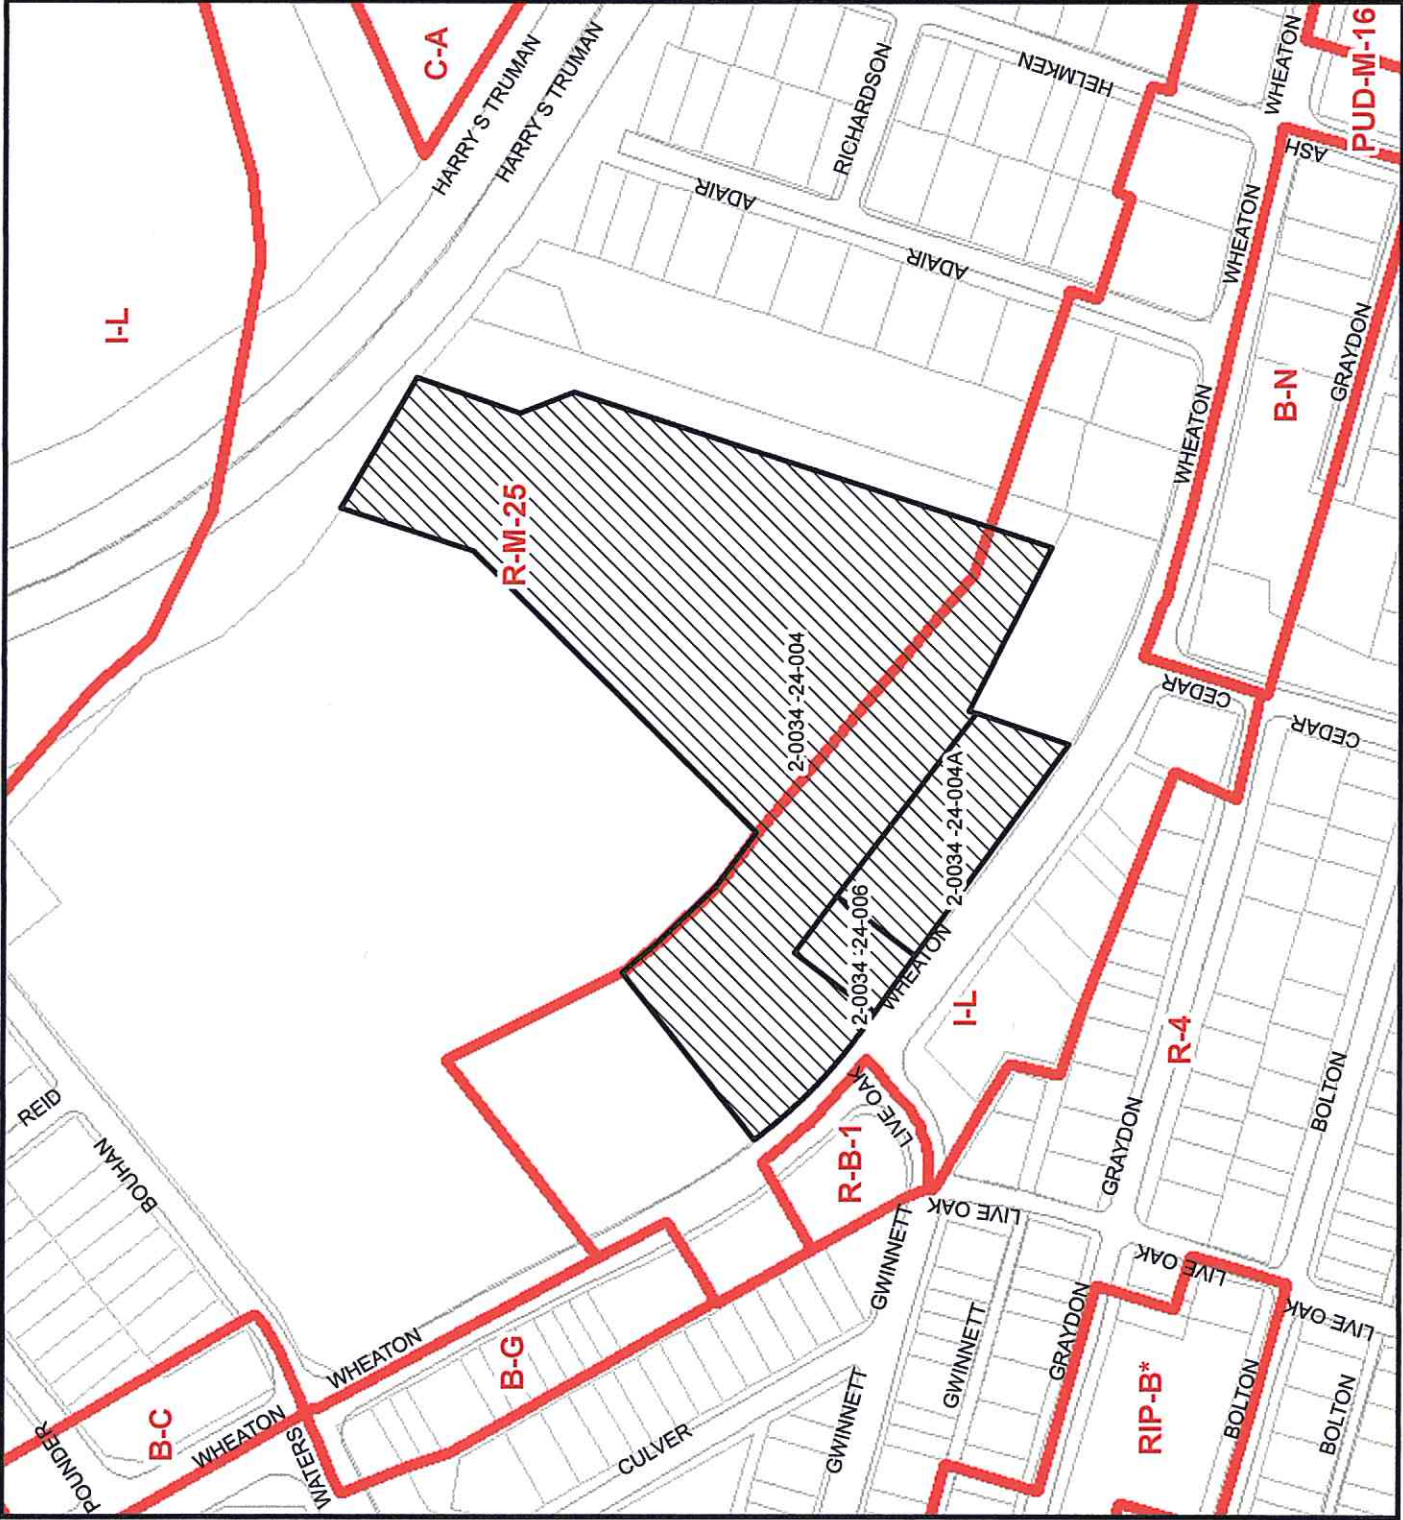 C-A
HARRY S TRUMAN
HARRY S TRUMAN
HELMKEN
WHEATON
PUD-M-16
RICHARDSON
ASH
ADAIR
WHEATON
ADAIR
I-L
GRAYDON
B-N
WHEATON
R-M-25
2-0034 -24-004
CEDAR
CEDAR
2-0034 -24-004A
2-0034 -24-006
WHEATON
I-L
R-4
LIVE OAK
BOLTON
REID
LIVE OAK
GRAYDON
BOUHAN
R-B-1
LIVE OAK
GWINNETT
LIVE OAK
LIVE OAK
WHEATON
B-G
GWINNETT
GRAYDON
B-C
WHEATON
CULVER
GWINNETT
RIP-B*
BOLTON
BOLTON
POUNDER
WATERS